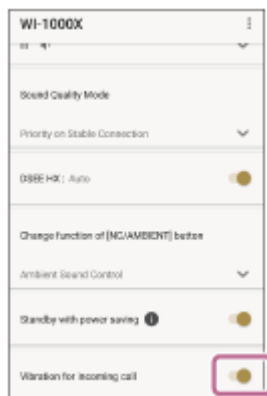 WI-1000X
Sound Quality Mode
Priority on Stable Connection
DSEE HX : Auto
Change function of [NC/AMBIENT] button
Ambient Sound Control
Standby with power saving
Vibration for incoming call